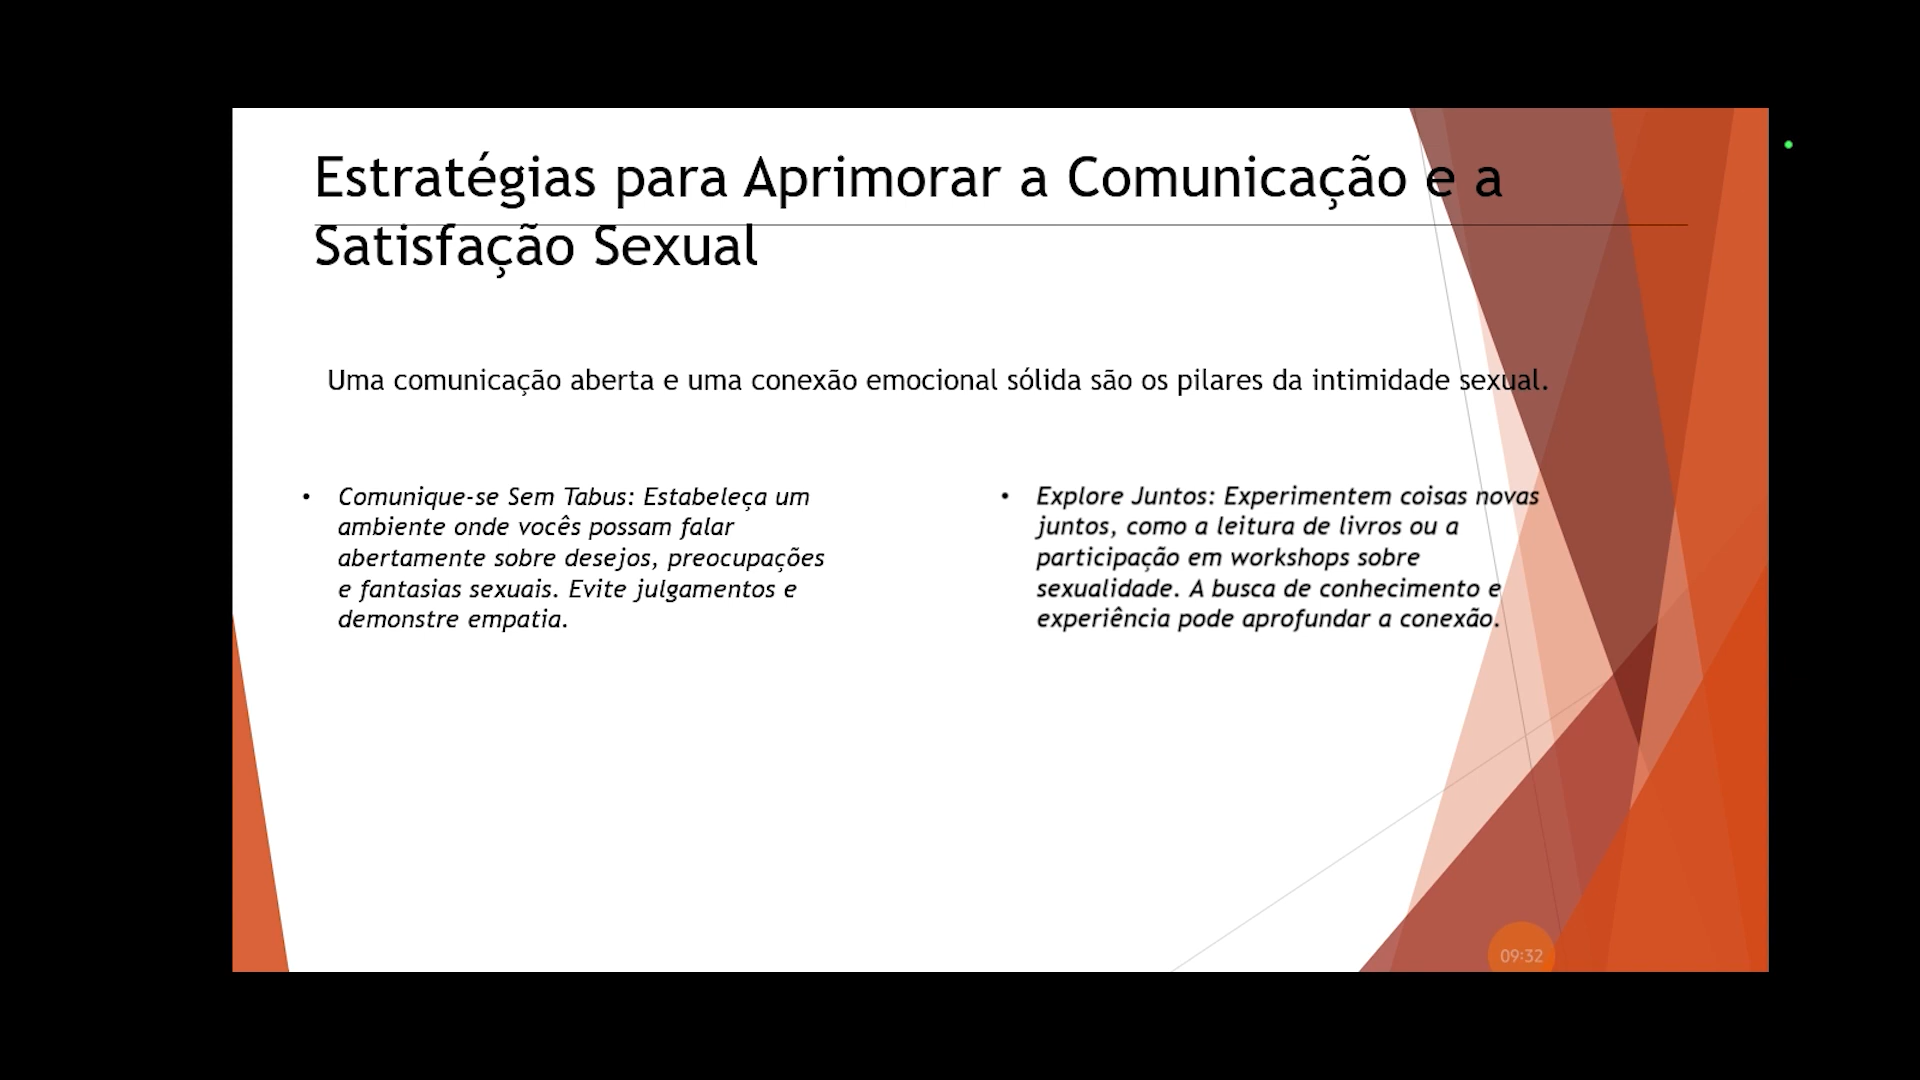 Estratégias para Aprimorar a Comunicação e a
Satisfação Sexual
Uma comunicação aberta e uma conexão emocional sólida são os pilares da intimidade sexual.
• Comunique-se Sem Tabus: Estabeleça um
ambiente onde vocês possam falar
abertamente sobre desejos, preocupações
e fantasias sexuais. Evite julgamentos e
demonstre empatia.
• Explore Juntos: Experimentem coisas novas
juntos, como a leitura de livros ou a
participação em workshops sobre
sexualidade. A busca de conhecimento e
experiência pode aprofundar a conexão.
09:32